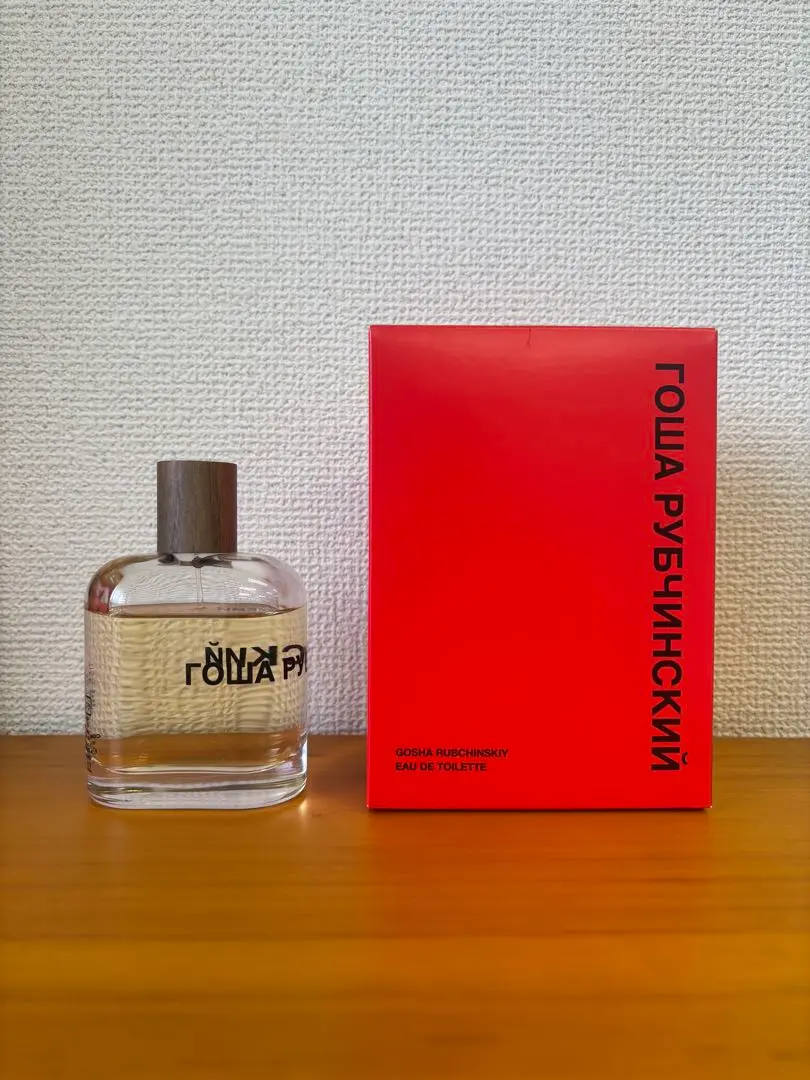 ГОША РУ
ГОША РУБЧИНСКИЙ
GOSHA RUBCHINSKIY
EAU DE TOILETTE